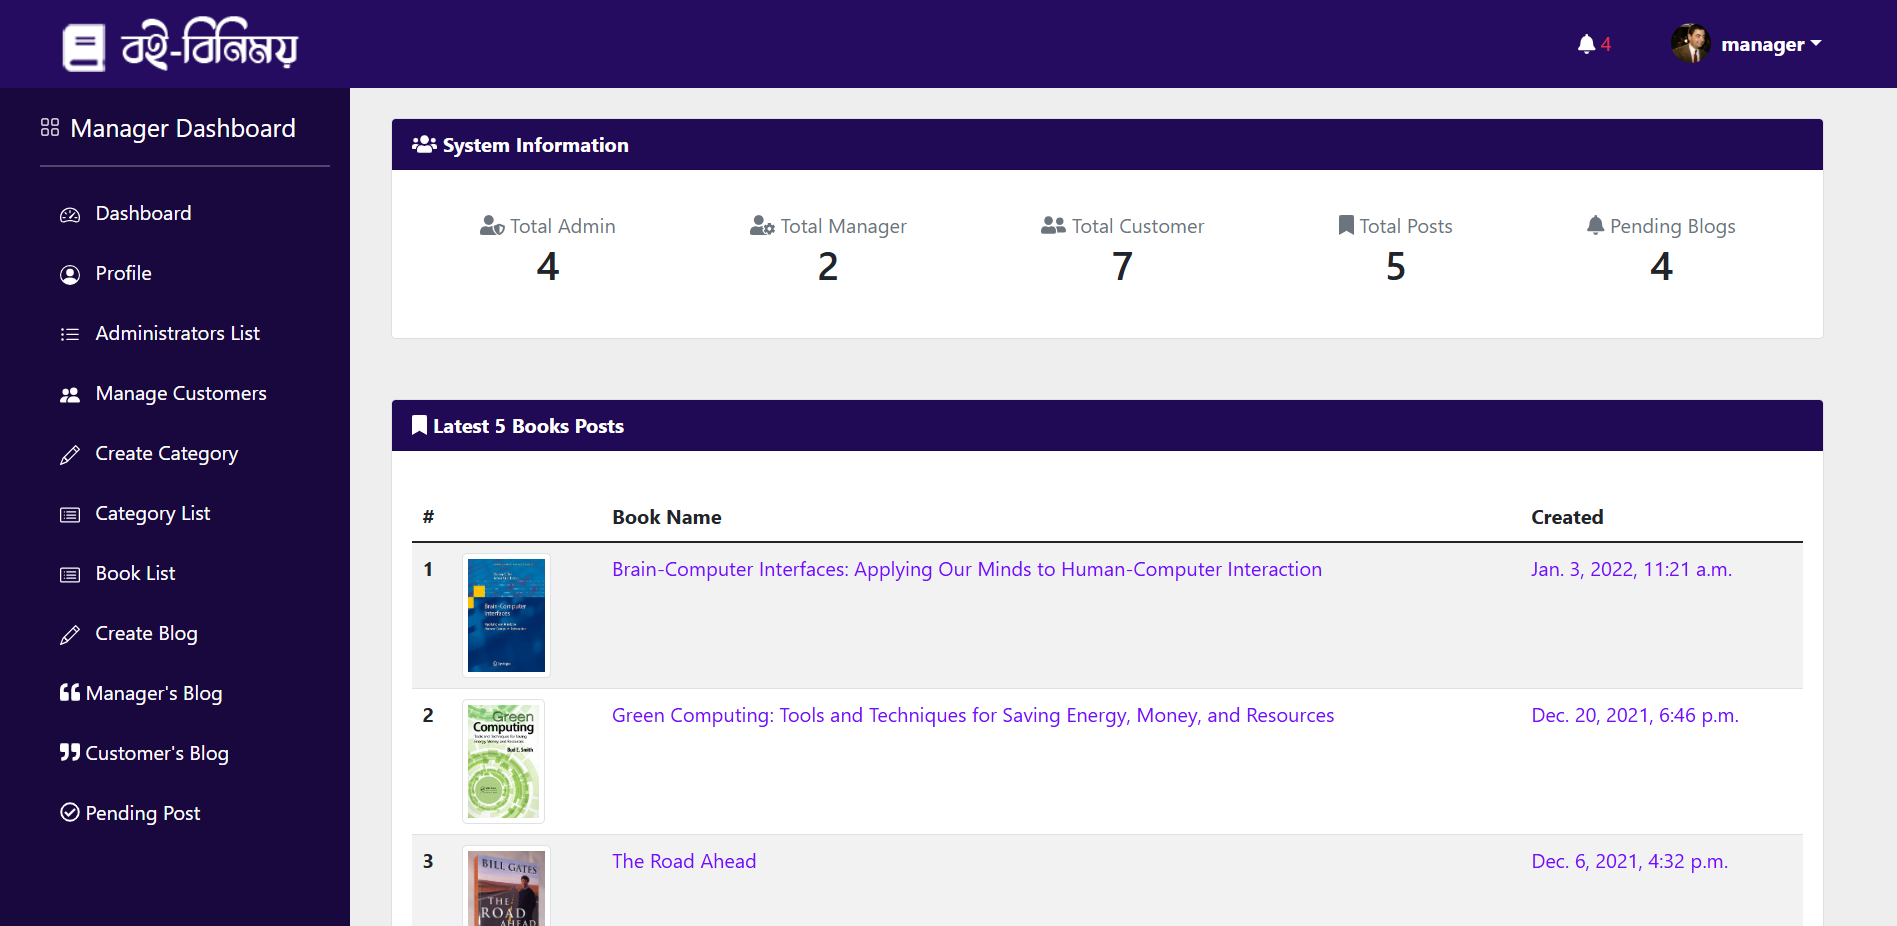 বই-বিনিময়
4
manager
Manager Dashboard
Dashboard
Profile
Administrators List
Manage Customers
Create Category
Category List
Book List
Create Blog
Manager's Blog
Customer's Blog
Pending Post
System Information
Total Admin
4
Total Manager
2
Total Customer
7
Total Posts
5
Pending Blogs
4
Latest 5 Books Posts
# Book Name Created
1 Brain-Computer Interfaces: Applying Our Minds to Human-Computer Interaction Jan. 3, 2022, 11:21 a.m.
Brain-Computer
Interfaces
2 Green Computing: Tools and Techniques for Saving Energy, Money, and Resources Dec. 20, 2021, 6:46 p.m.
Green
Computing
Bud E. Smith
3 The Road Ahead Dec. 6, 2021, 4:32 p.m.
BILL GATES
THE
ROAD
AHEAD